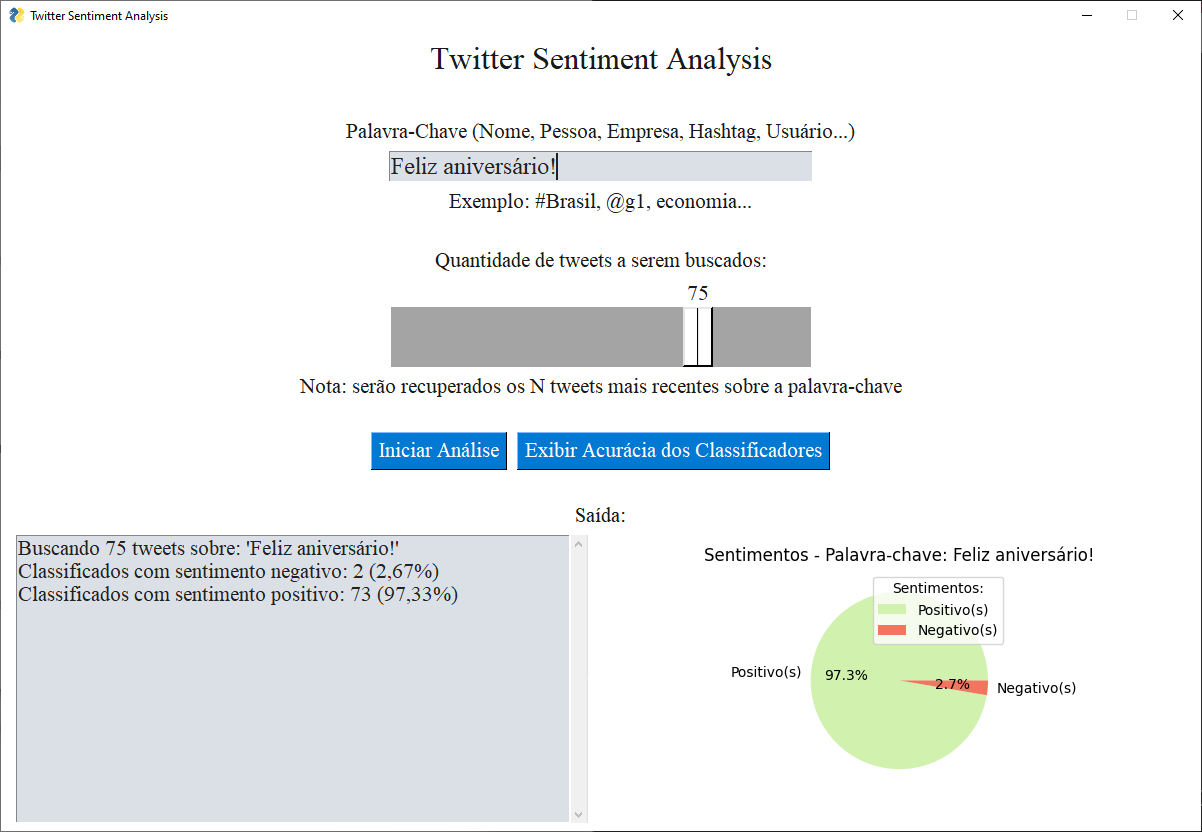 Twitter Sentiment Analysis
Twitter Sentiment Analysis
Palavra-Chave (Nome, Pessoa, Empresa, Hashtag, Usuário...)
Feliz aniversário!
Exemplo: #Brasil, @g1, economia...
Quantidade de tweets a serem buscados:
75
Nota: serão recuperados os N tweets mais recentes sobre a palavra-chave
Iniciar Análise Exibir Acurácia dos Classificadores
Saída:
Buscando 75 tweets sobre: 'Feliz aniversário!'
Classificados com sentimento negativo: 2 (2,67%)
Classificados com sentimento positivo: 73 (97,33%)
Sentimentos - Palavra-chave: Feliz aniversário!
Sentimentos:
Positivo(s)
Negativo(s)
Positivo(s) 97.3% 2.7% Negativo(s)